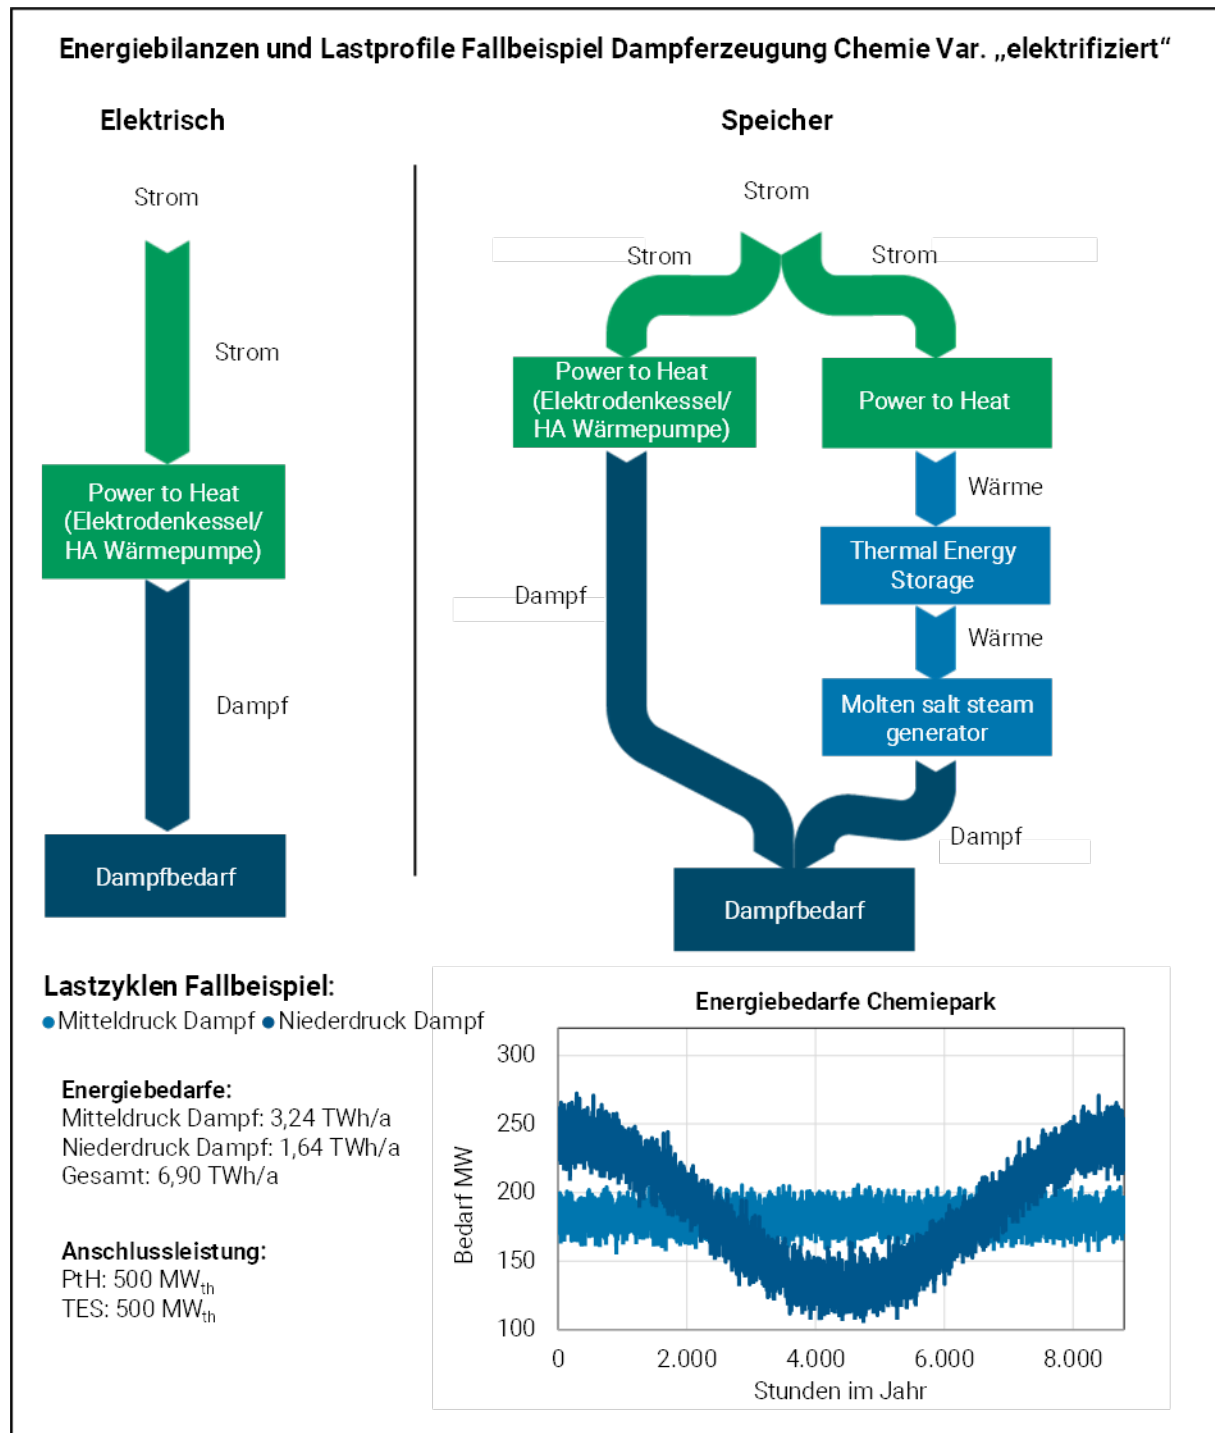 Energiebilanzen und Lastprofile Fallbeispiel Dampferzeugung Chemie Var. „elektrifiziert“
Elektrisch
Strom
Strom
Power to Heat
(Elektrodenkessel/
HA Wärmepumpe)
Dampf
Dampfbedarf
Speicher
Strom
Strom
Strom
Power to Heat
(Elektrodenkessel/
HA Wärmepumpe)
Power to Heat
Wärme
Thermal Energy
Storage
Dampf
Wärme
Molten salt steam
generator
Dampf
Dampfbedarf
Lastzyklen Fallbeispiel:
Mitteldruck Dampf Niederdruck Dampf
Energiebedarfe:
Mitteldruck Dampf: 3,24 TWh/a
Niederdruck Dampf: 1,64 TWh/a
Gesamt: 6,90 TWh/a
Anschlussleistung:
PtH: 500 MWth
TES: 500 MWth
Energiebedarfe Chemiepark
Bedarf MW
300
250
200
150
100
0 2.000 4.000 6.000 8.000
Stunden im Jahr